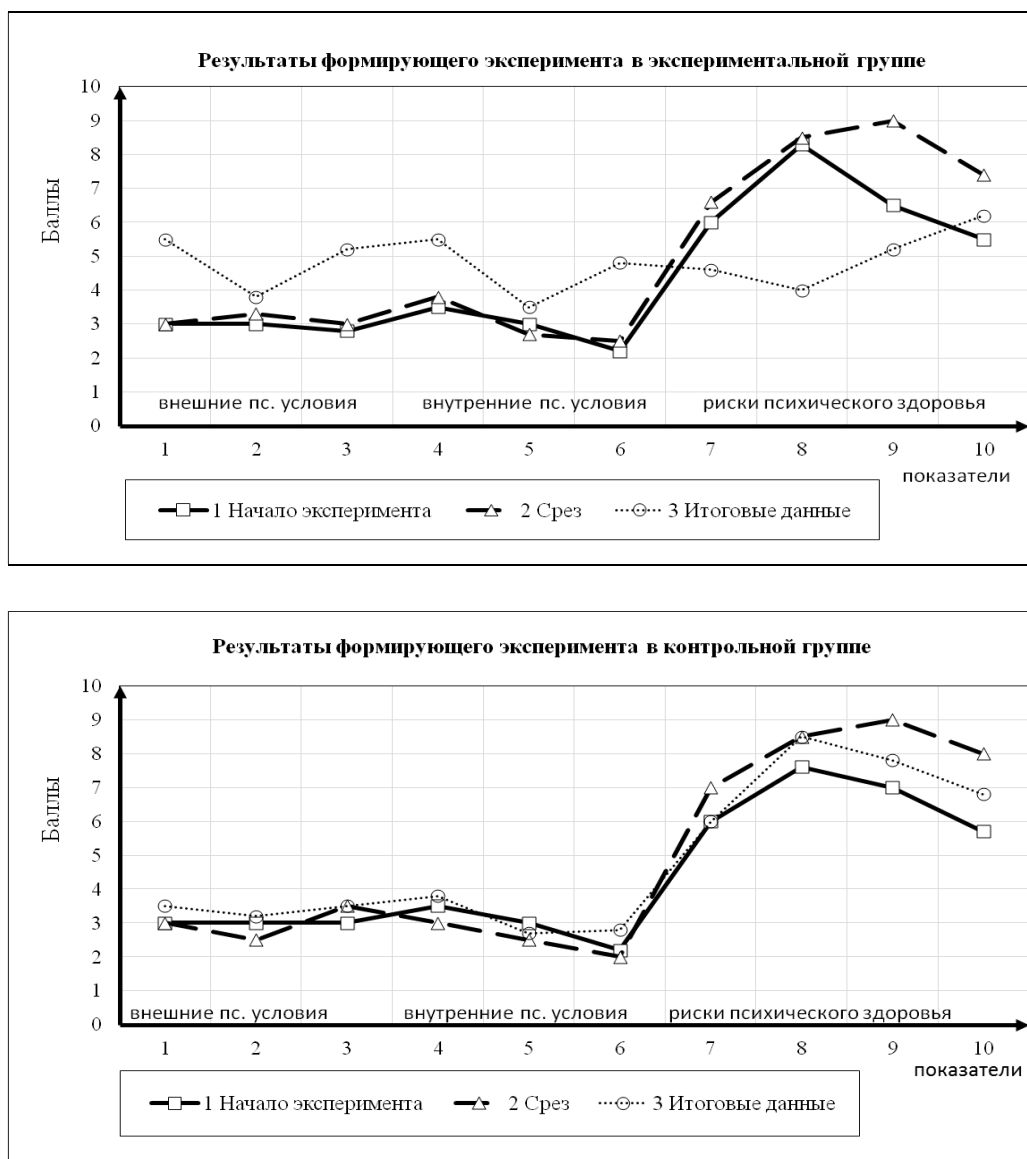 Результаты формирующего эксперимента в экспериментальной группе
10
9
8
7
6
5
4
3
2
1
0
Баллы
внешние пс. условия внутренние пс. условия риски психического здоровья
1 2 3 4 5 6 7 8 9 10
показатели
1 Начало эксперимента 2 Срез 3 Итоговые данные
Результаты формирующего эксперимента в контрольной группе
10
9
8
7
6
5
4
3
2
1
0
Баллы
внешние пс. условия внутренние пс. условия риски психического здоровья
1 2 3 4 5 6 7 8 9 10
показатели
1 Начало эксперимента 2 Срез 3 Итоговые данные